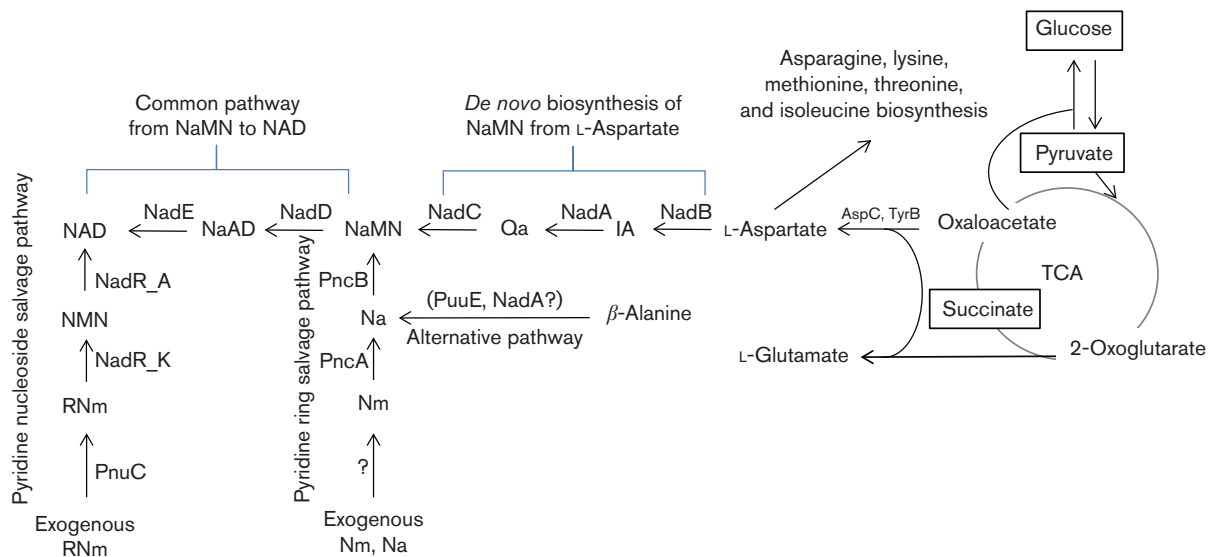 Glucose
Asparagine, lysine,
methionine, threonine,
and isoleucine biosynthesis
Common pathway
from NaMN to NAD
De novo biosynthesis of
NaMN from L-Aspartate
Pyruvate
Pyridine nucleoside salvage pathway
NAD
NadE
NaAD
NadD
NaMN
NadC
Qa
NadA
IA
NadB
L-Aspartate
AspC, TyrB
Oxaloacetate
Pyridine ring salvage pathway
NadR_A
PncB
TCA
NMN
Na
(PuuE, NadA?)
Alternative pathway
β-Alanine
Succinate
NadR_K
PncA
L-Glutamate
2-Oxoglutarate
RNm
Nm
PnuC
?
Exogenous
RNm
Exogenous
Nm, Na